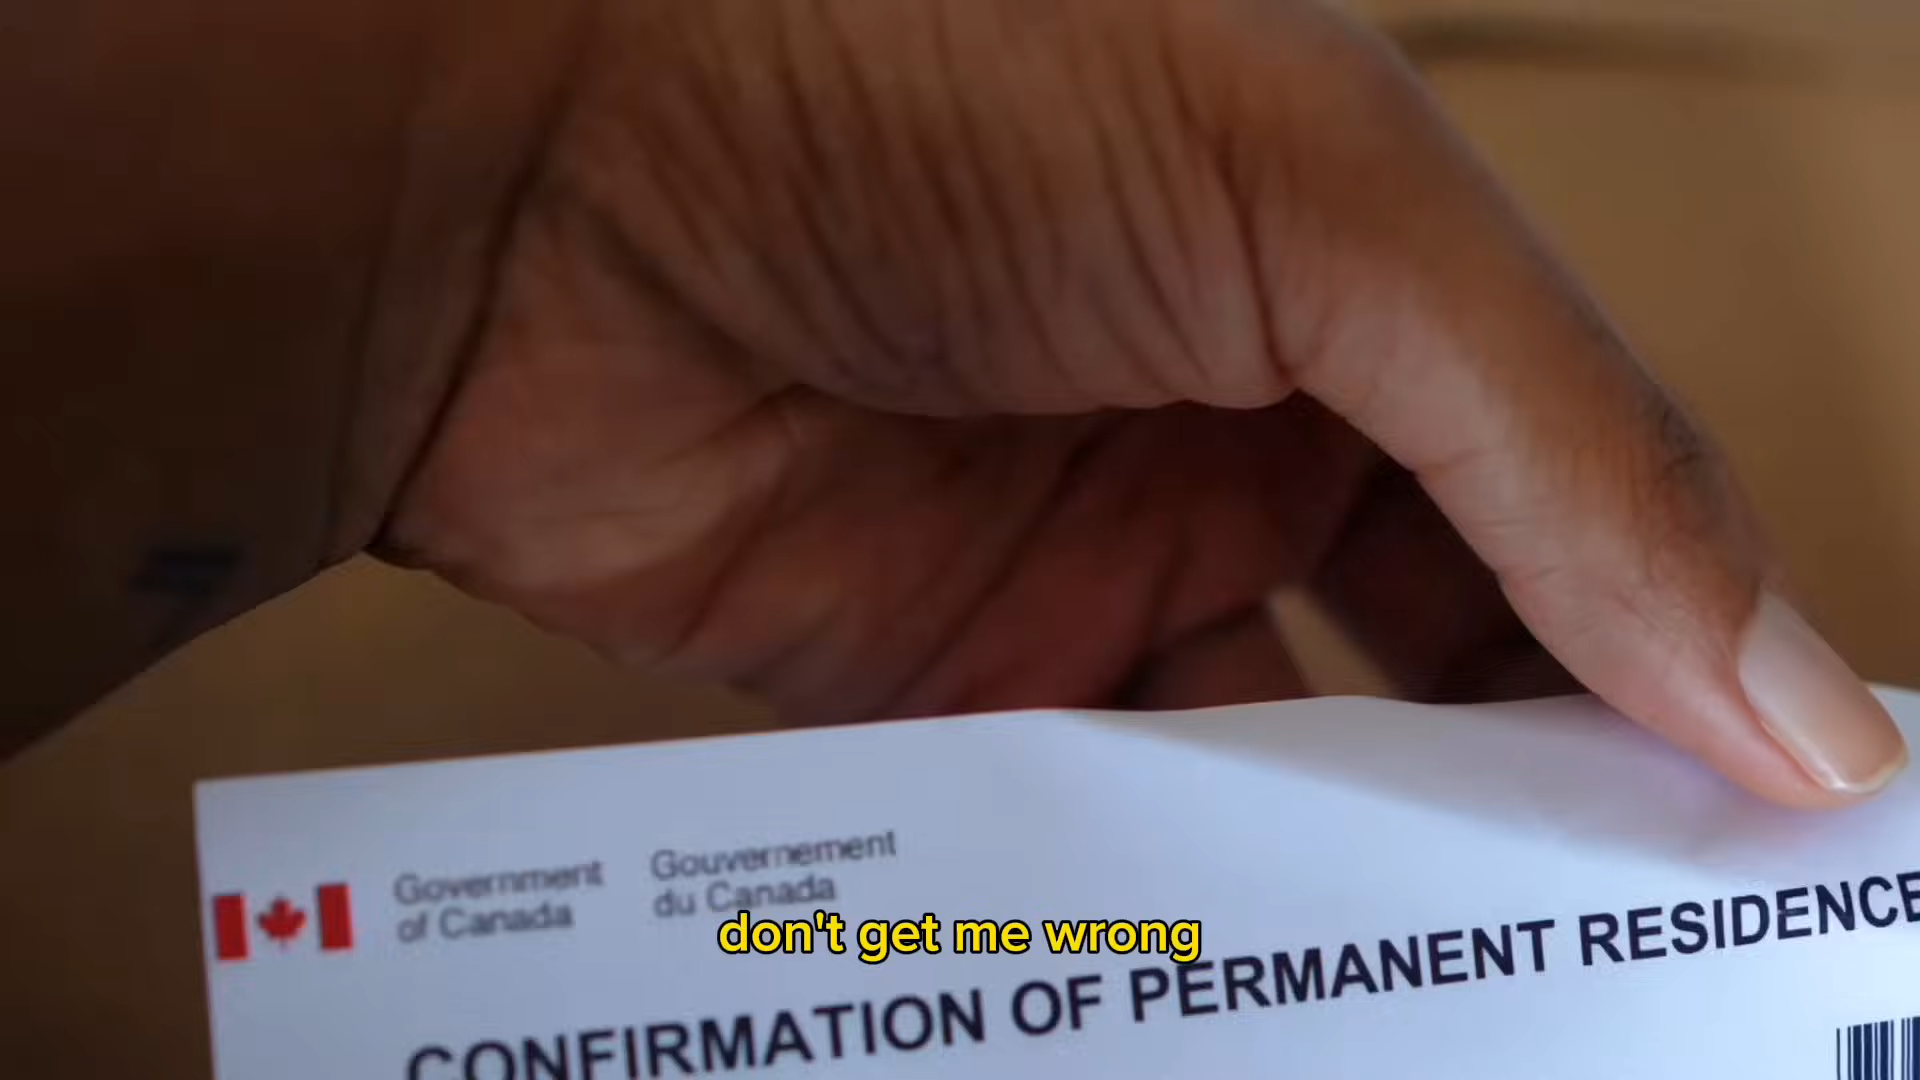 Government
of Canada
Gouvernement
du Canada
don't get me wrong
CONFIRMATION OF PERMANENT RESIDENCE